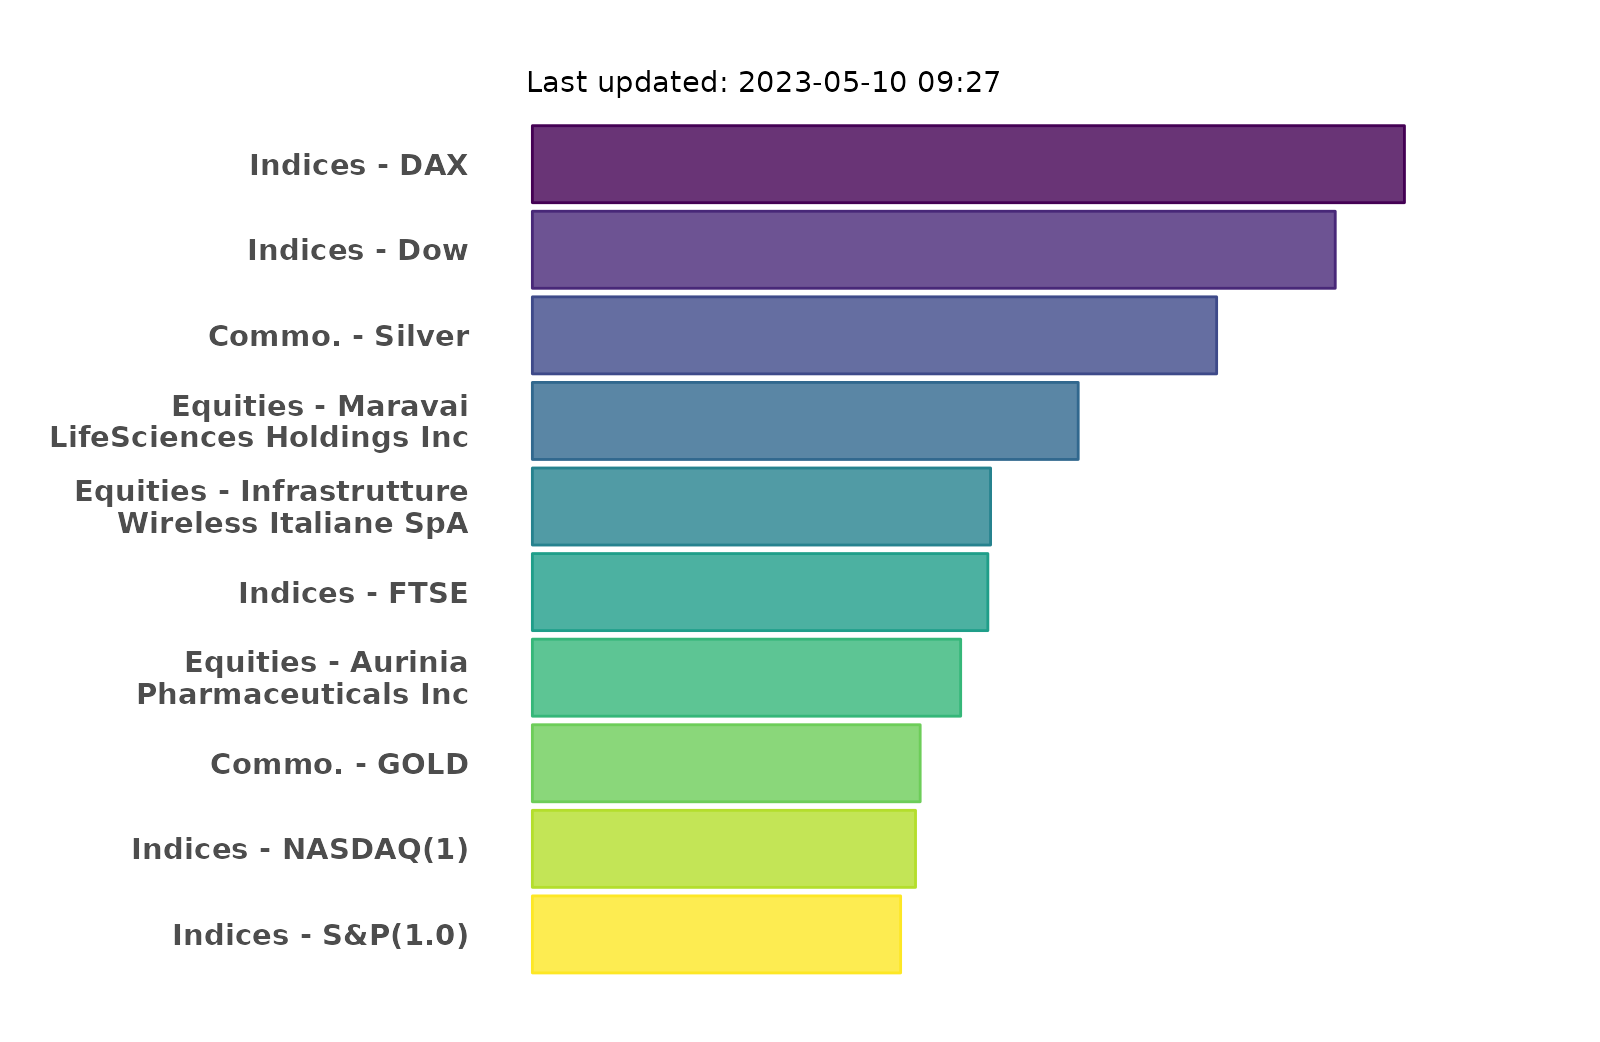 Last updated: 2023-05-10 09:27
Indices - DAX
Indices - Dow
Commo. - Silver
Equities - Maravai
LifeSciences Holdings Inc
Equities - Infrastrutture
Wireless Italiane SpA
Indices - FTSE
Equities - Aurinia
Pharmaceuticals Inc
Commo. - GOLD
Indices - NASDAQ(1)
Indices - S&P(1.0)